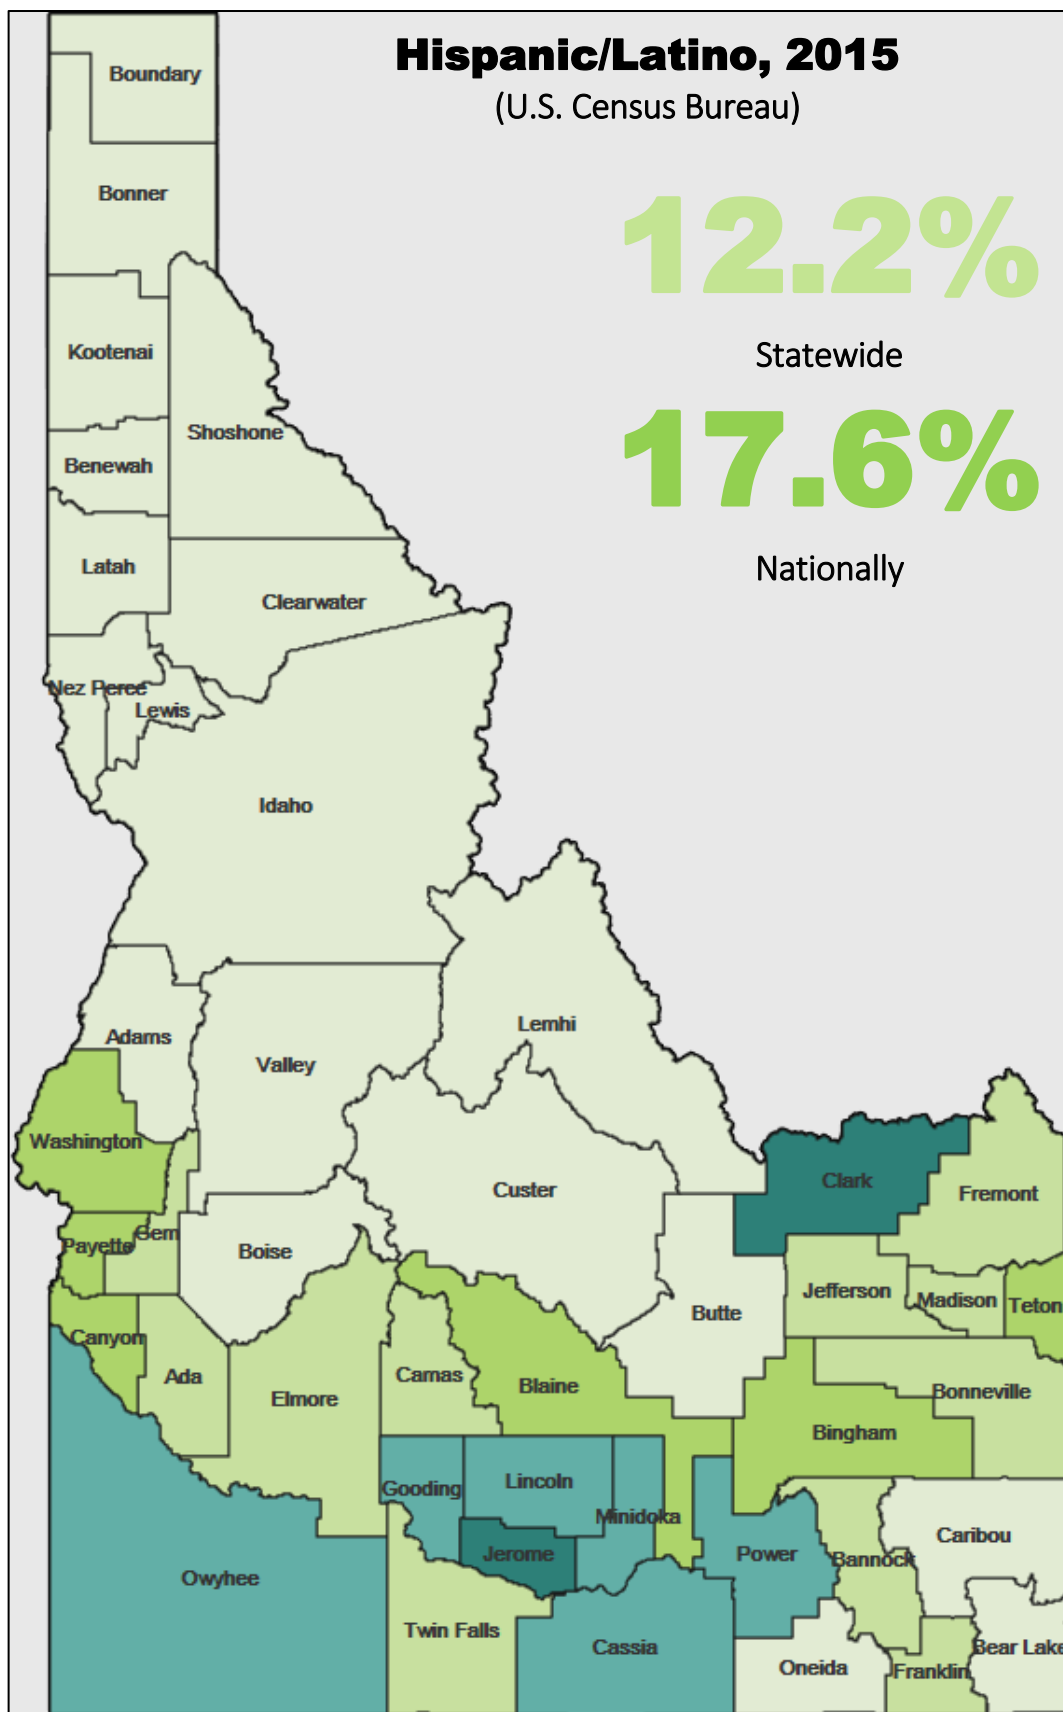 Hispanic/Latino, 2015
(U.S. Census Bureau)
12.2%
Statewide
17.6%
Nationally
Boundary
Bonner
Kootenai
Shoshone
Benewah
Latah
Clearwater
Nez Perce
Lewis
Idaho
Lemhi
Adams
Valley
Washington
Clark
Custer
Fremont
Gem
Payette
Boise
Jefferson
Madison
Teton
Butte
Canyon
Ada
Camas
Blaine
Elmore
Bonneville
Bingham
Gooding
Lincoln
Minidoka
Caribou
Jerome
Power
Bannock
Owyhee
Twin Falls
Cassia
Bear Lake
Oneida
Franklin